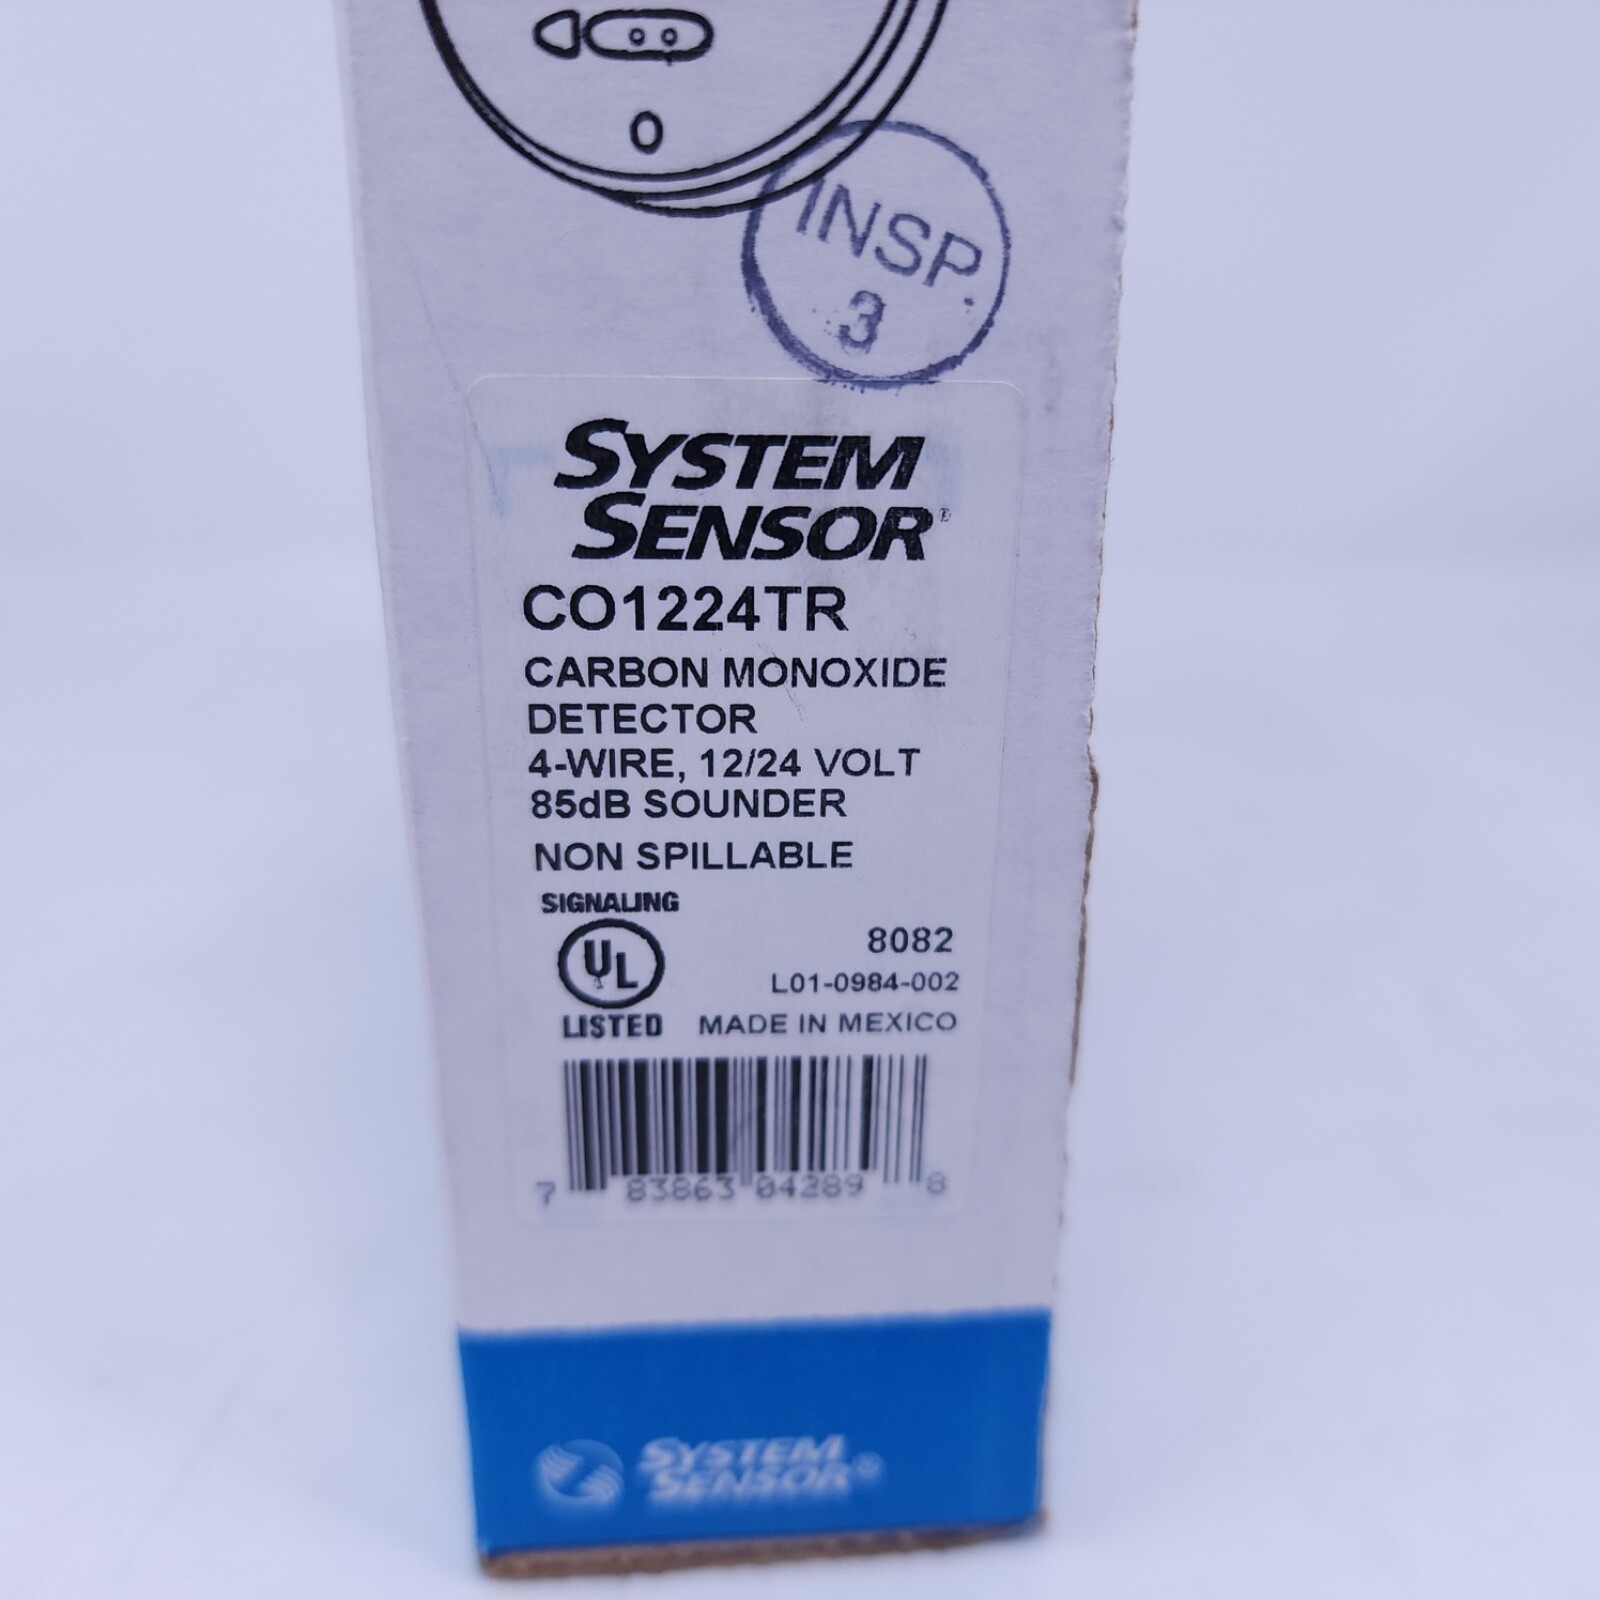 INSP.
3
SYSTEM
SENSOR®
CO1224TR
CARBON MONOXIDE
DETECTOR
4-WIRE, 12/24 VOLT
85dB SOUNDER
NON SPILLABLE
SIGNALING
UL
LISTED
8082
L01-0984-002
MADE IN MEXICO
7 83863 04289 8
SYSTEM
SENSOR®